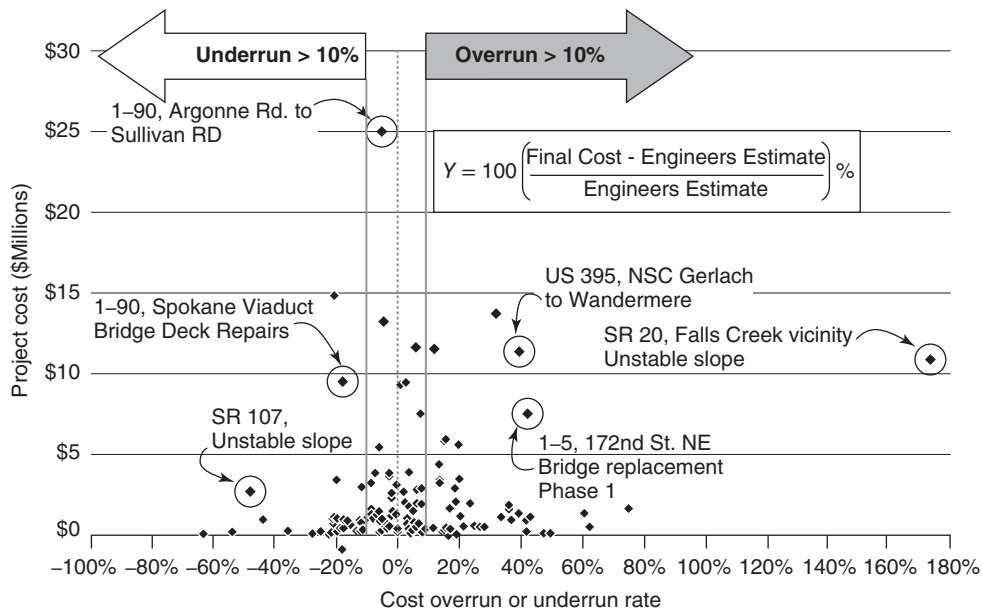 $30
Underrun > 10%
Overrun > 10%
1–90, Argonne Rd. to
Sullivan RD
$25
Y = 100 (Final Cost - Engineers Estimate / Engineers Estimate) %
$20
Project cost ($Millions)
$15
US 395, NSC Gerlach
to Wandermere
1–90, Spokane Viaduct
Bridge Deck Repairs
SR 20, Falls Creek vicinity
Unstable slope
$10
SR 107,
Unstable slope
$5
1–5, 172nd St. NE
Bridge replacement
Phase 1
$0
–100% –80% –60% –40% –20% 0% 20% 40% 60% 80% 100% 120% 140% 160% 180%
Cost overrun or underrun rate